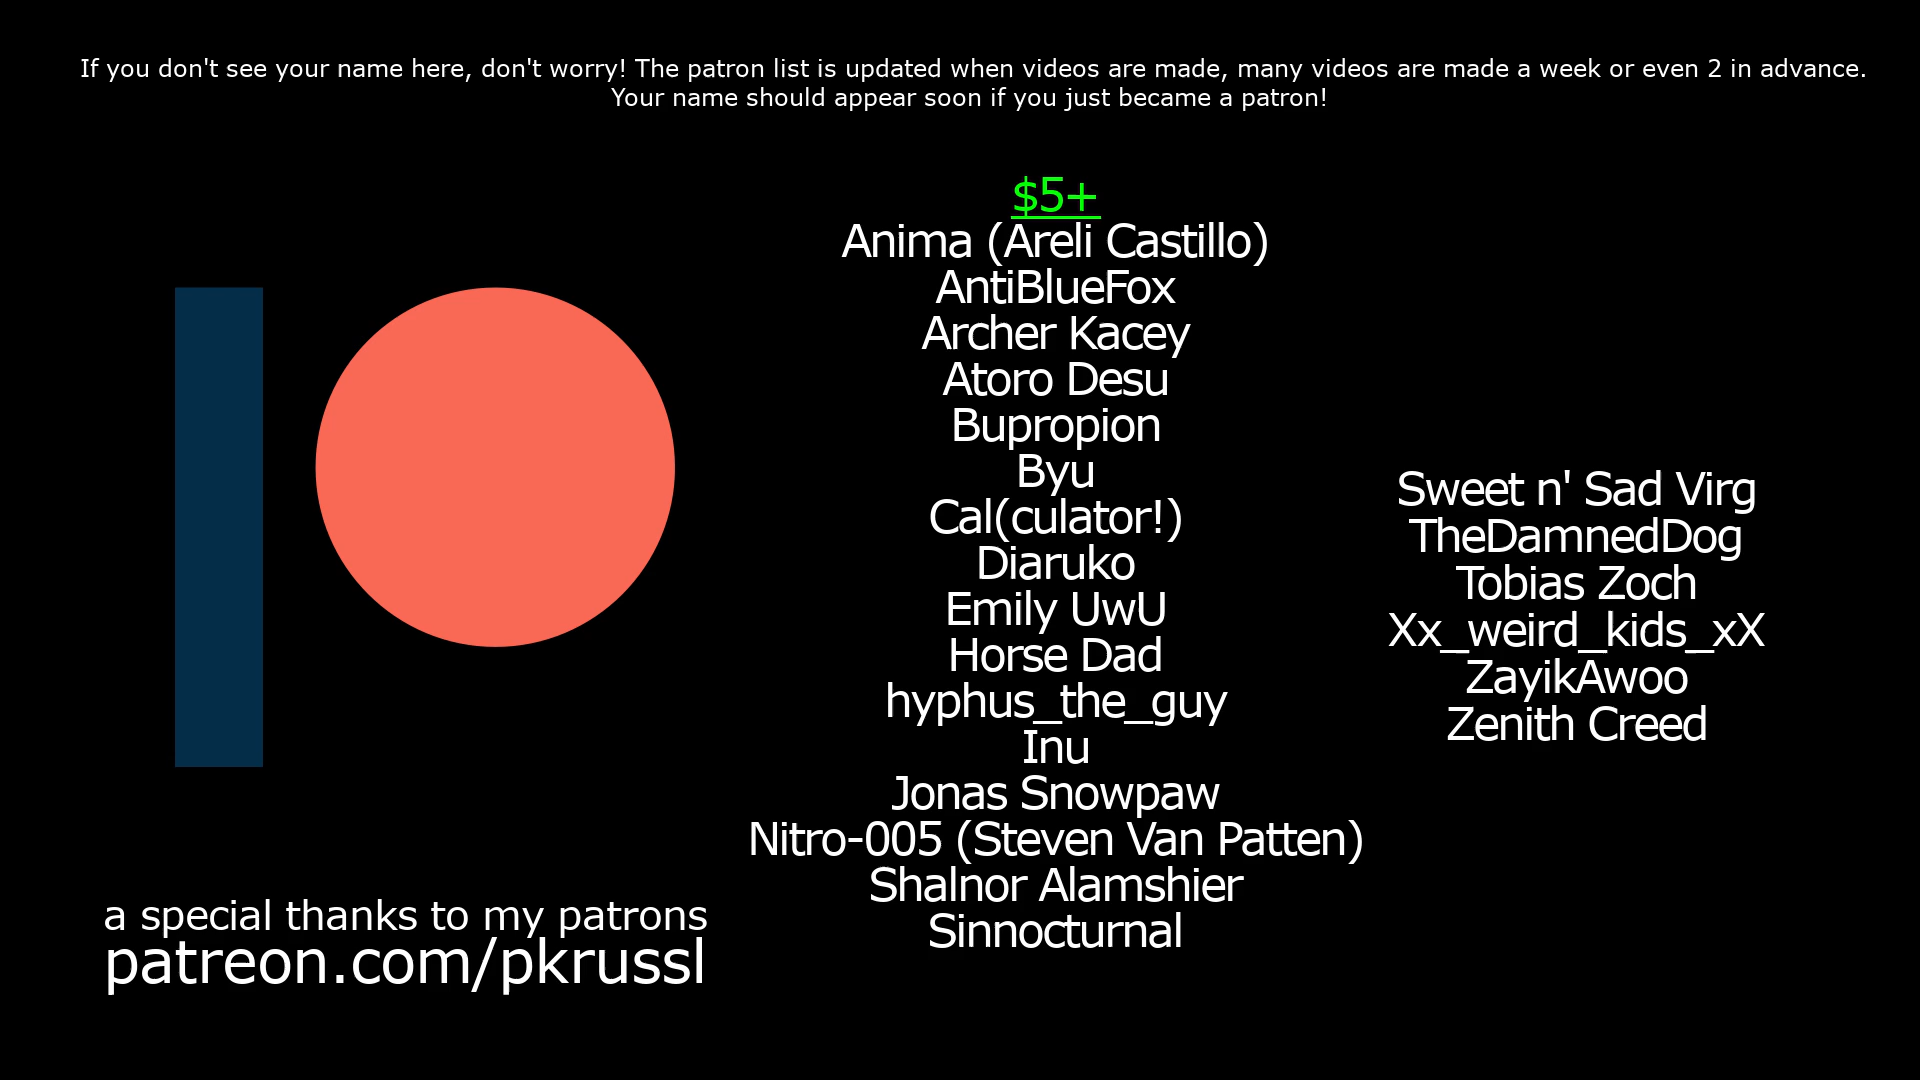 If you don't see your name here, don't worry! The patron list is updated when videos are made, many videos are made a week or even 2 in advance.
Your name should appear soon if you just became a patron!
$5+
Anima (Areli Castillo)
AntiBlueFox
Archer Kacey
Atoro Desu
Bupropion
Byu
Cal(culator!)
Diaruko
Emily UwU
Horse Dad
hyphus_the_guy
Inu
Jonas Snowpaw
Nitro-005 (Steven Van Patten)
Shalnor Alamshier
Sinnocturnal
Sweet n' Sad Virg
TheDamnedDog
Tobias Zoch
Xx_weird_kids_xX
ZayikAwoo
Zenith Creed
a special thanks to my patrons
patreon.com/pkrussl